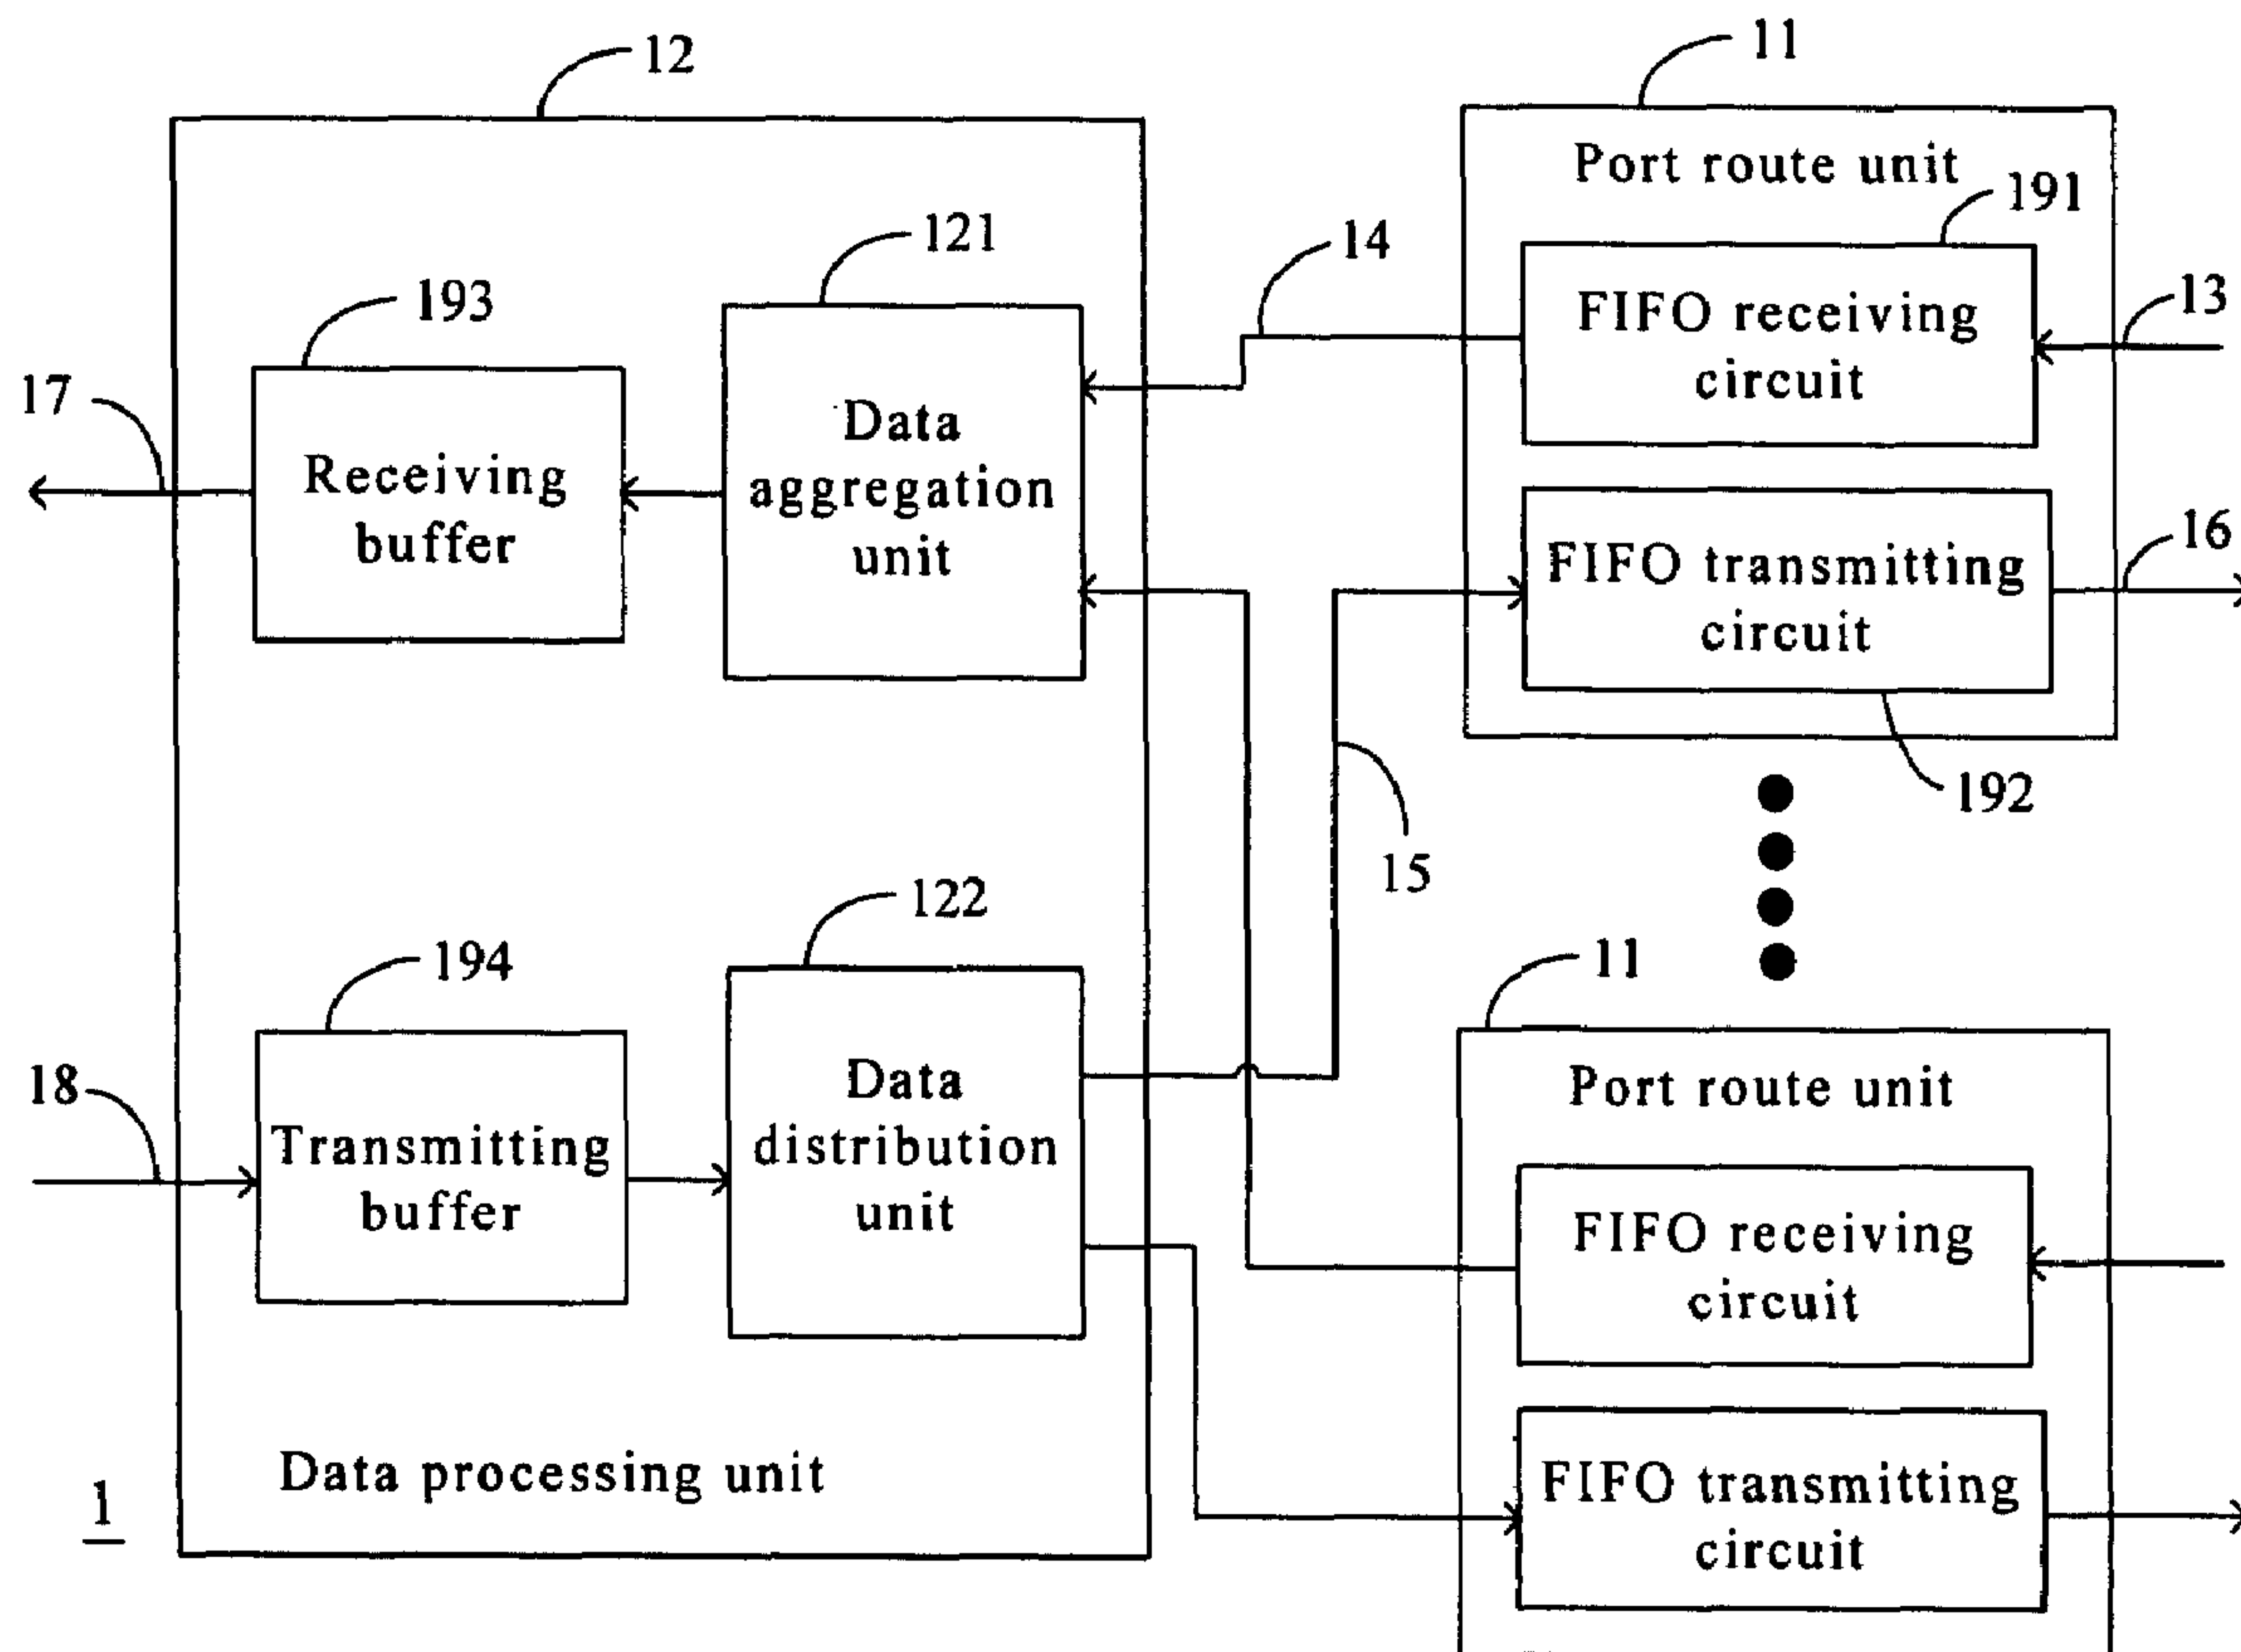 12
11
Port route unit
191
121
14
193
13
FIFO receiving
circuit
17
Data
aggregation
unit
Receiving
buffer
16
FIFO transmitting
circuit
192
15
122
194
11
18
Data
distribution
unit
Port route unit
Transmitting
buffer
FIFO receiving
circuit
Data processing unit
FIFO transmitting
circuit
1